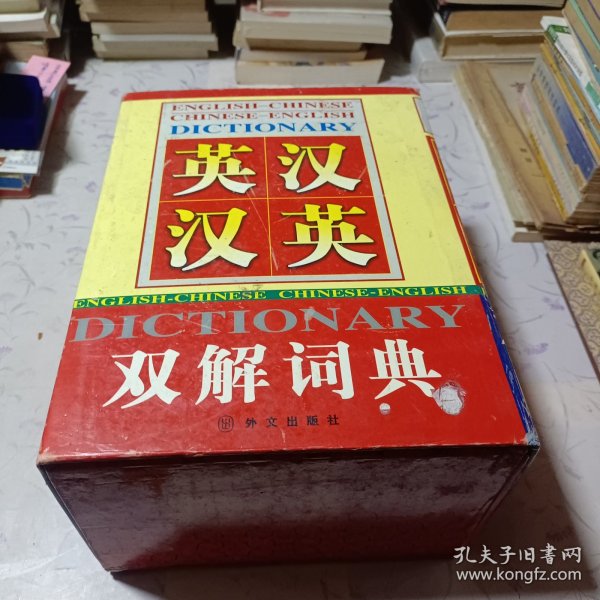 ENGLISH-CHINESE
CHINESE-ENGLISH
DICTIONARY
英汉
汉英
ENGLISH-CHINESE CHINESE-ENGLISH
DICTIONARY
双解词典
外文出版社
孔夫子旧书网
www.kongfz.com